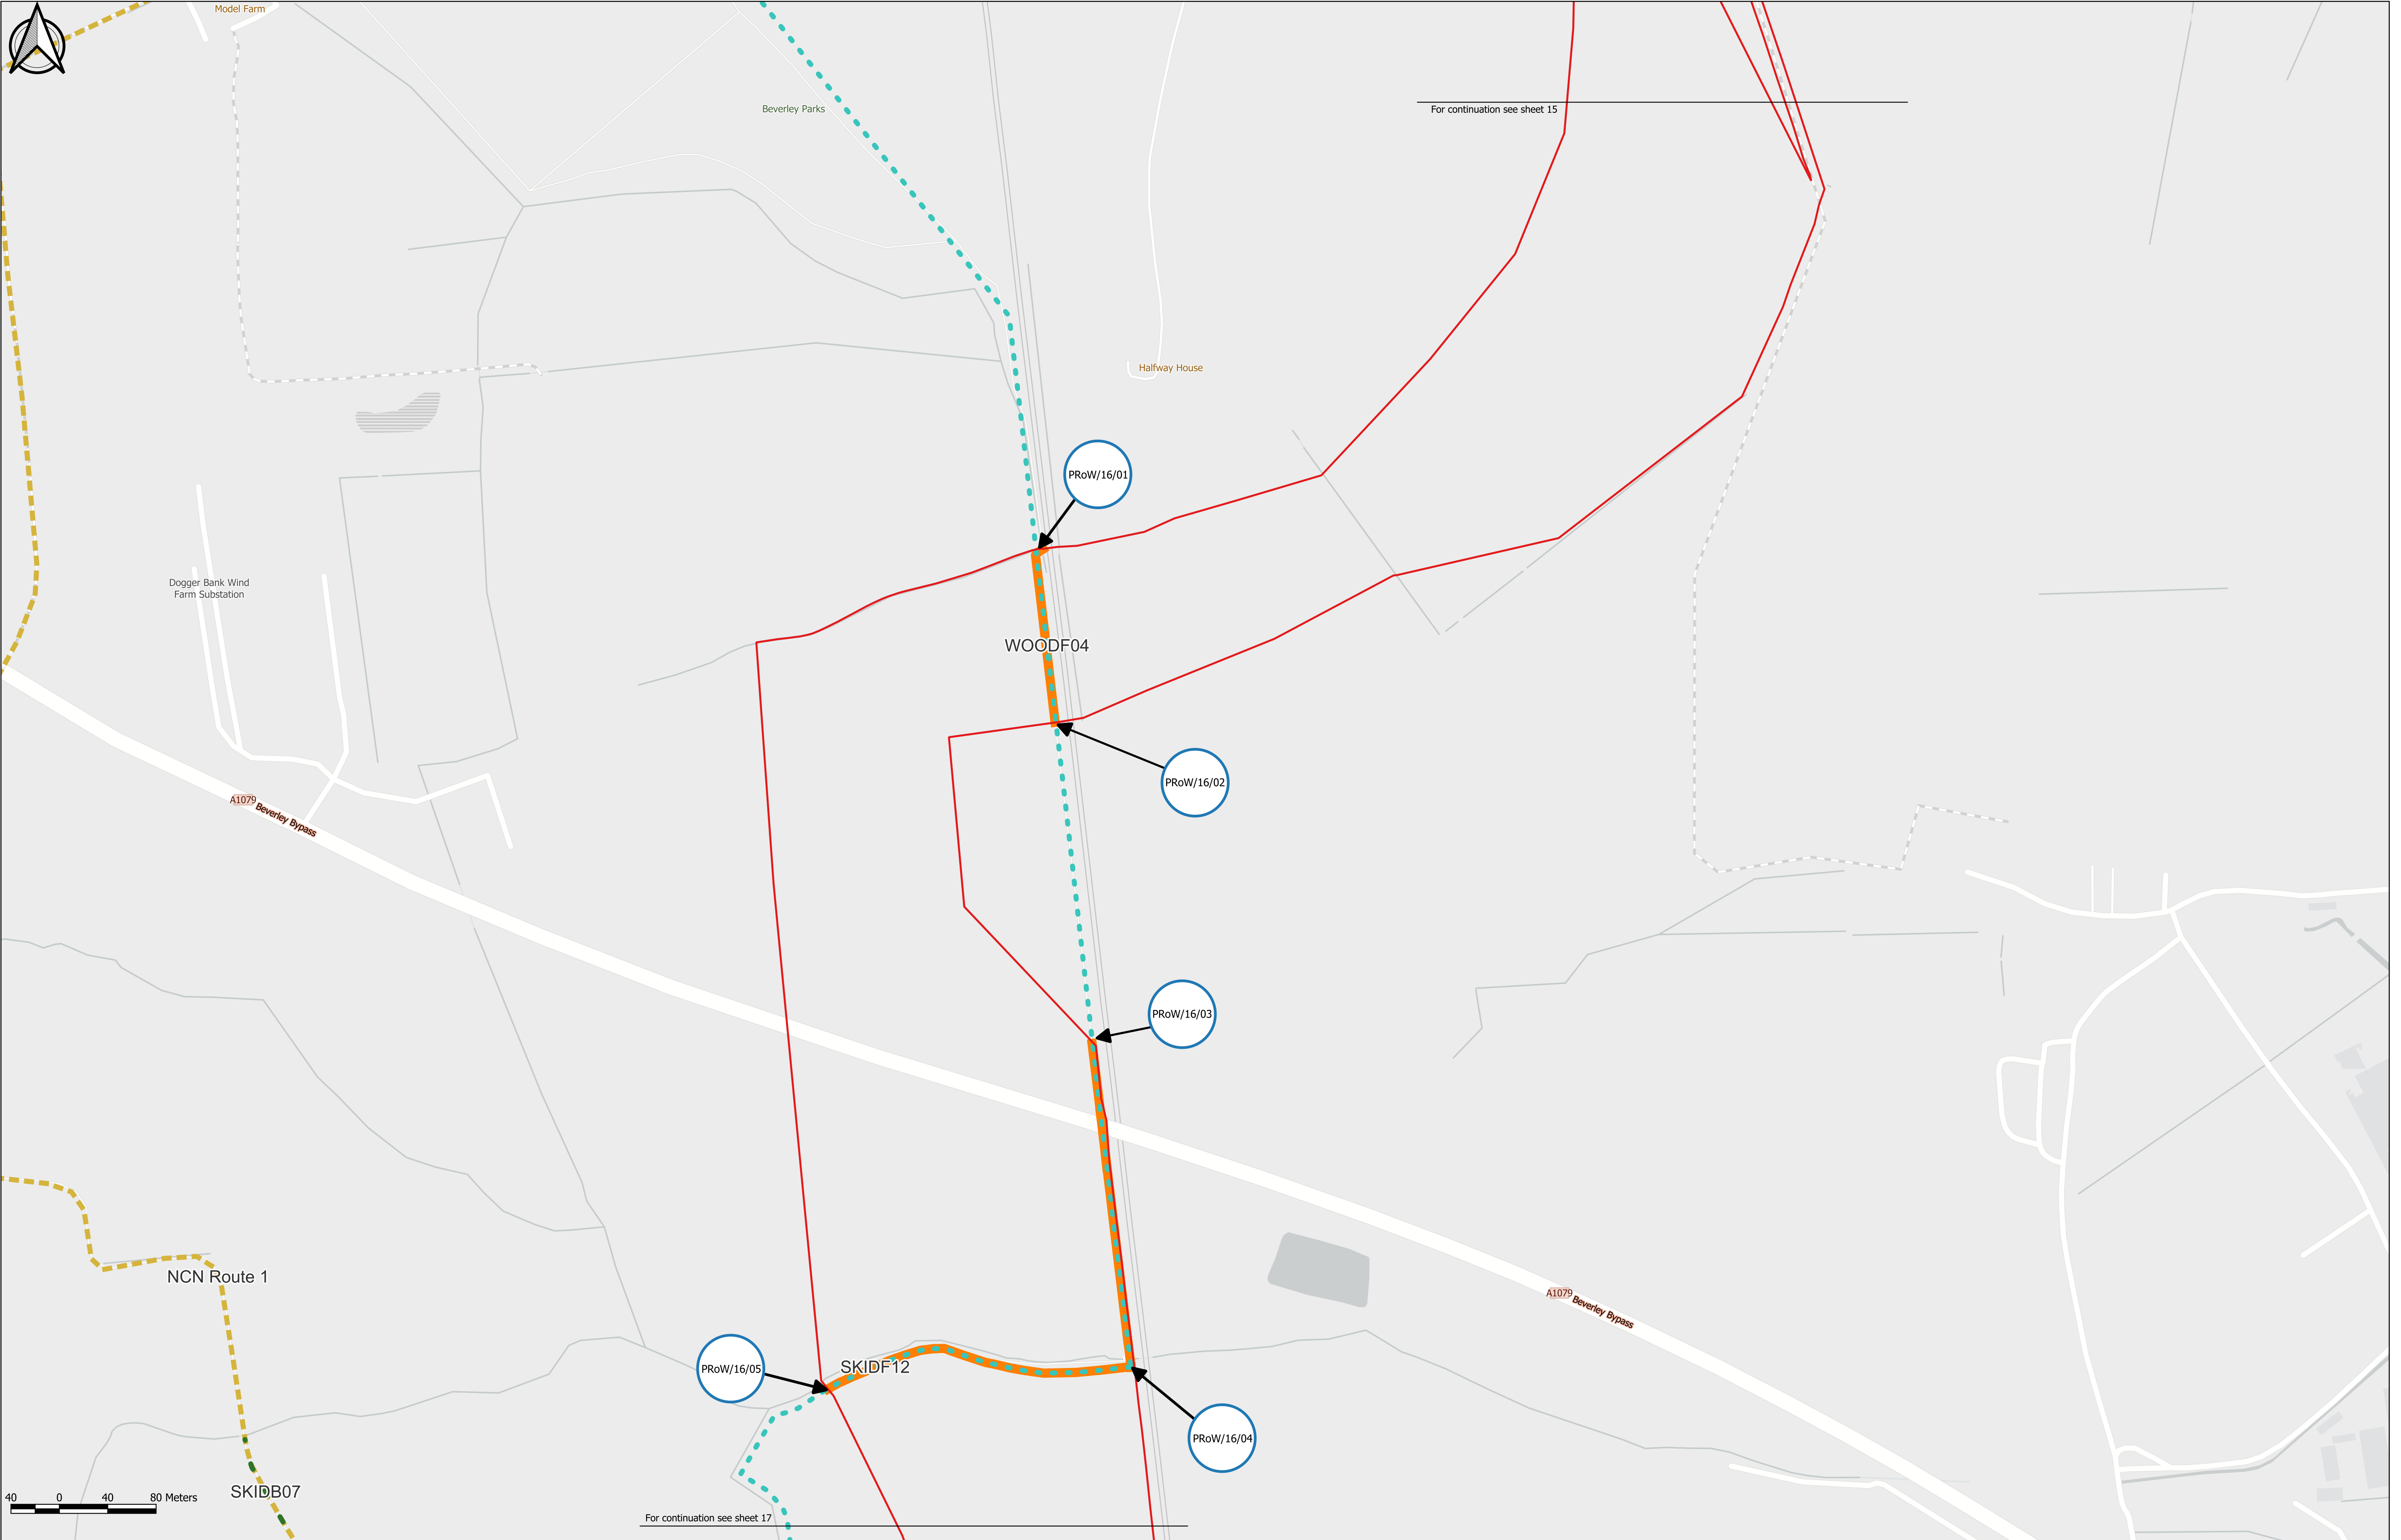 Model Farm
Beverley Parks
For continuation see sheet 15
Halfway House
PRoW/16/01
Dogger Bank Wind
Farm Substation
WOODF04
PRoW/16/02
A1079
Beverley Bypass
PRoW/16/03
NCN Route 1
A1079
Beverley Bypass
PRoW/16/05
SKIDF12
PRoW/16/04
SKIDB07
40 0 40 80 Meters
For continuation see sheet 17